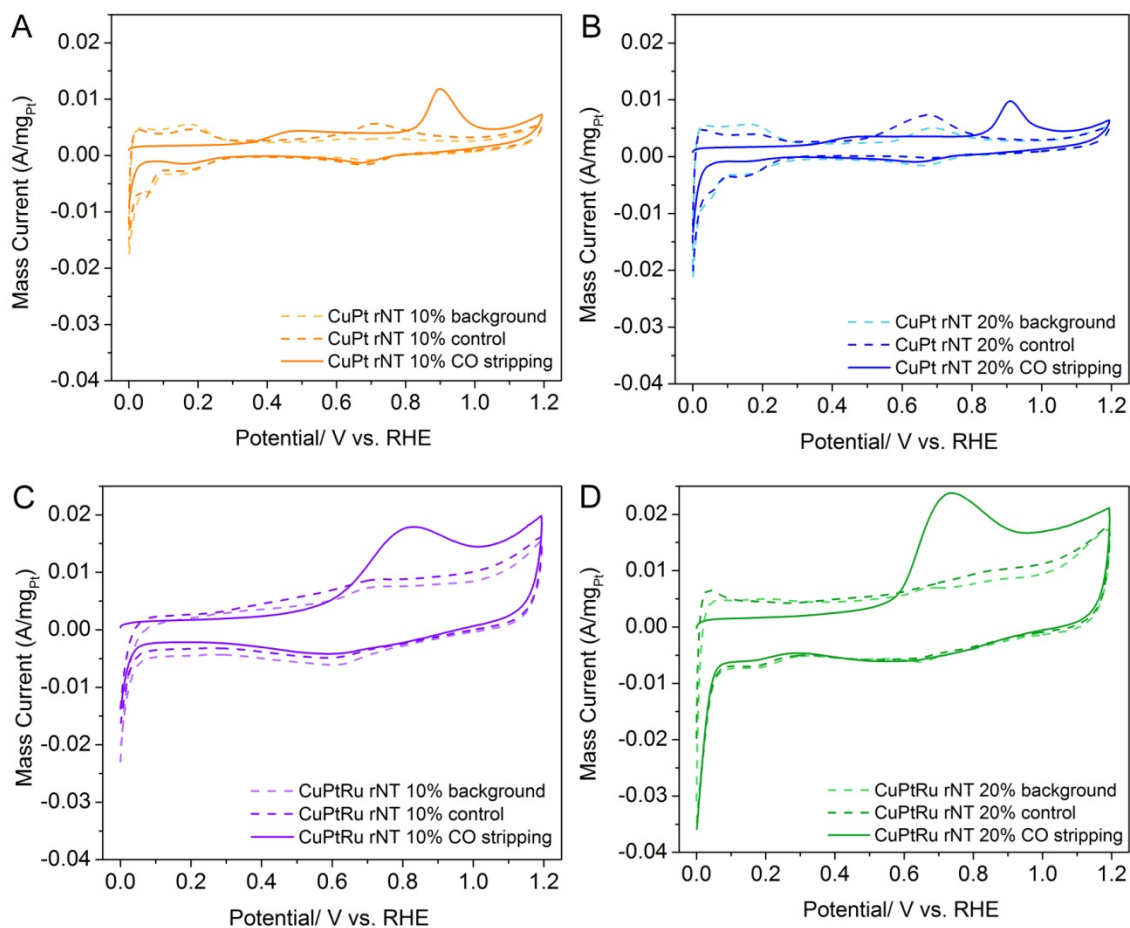 A
Mass Current (A/mgPt)
0.02
0.01
0.00
-0.01
-0.02
-0.03
-0.04
CuPt rNT 10% background
CuPt rNT 10% control
CuPt rNT 10% CO stripping
0.0 0.2 0.4 0.6 0.8 1.0 1.2
Potential/ V vs. RHE
B
Mass Current (A/mgPt)
0.02
0.01
0.00
-0.01
-0.02
-0.03
-0.04
CuPt rNT 20% background
CuPt rNT 20% control
CuPt rNT 20% CO stripping
0.0 0.2 0.4 0.6 0.8 1.0 1.2
Potential/ V vs. RHE
C
Mass Current (A/mgPt)
0.02
0.01
0.00
-0.01
-0.02
-0.03
-0.04
CuPtRu rNT 10% background
CuPtRu rNT 10% control
CuPtRu rNT 10% CO stripping
0.0 0.2 0.4 0.6 0.8 1.0 1.2
Potential/ V vs. RHE
D
Mass Current (A/mgPt)
0.02
0.01
0.00
-0.01
-0.02
-0.03
-0.04
CuPtRu rNT 20% background
CuPtRu rNT 20% control
CuPtRu rNT 20% CO stripping
0.0 0.2 0.4 0.6 0.8 1.0 1.2
Potential/ V vs. RHE